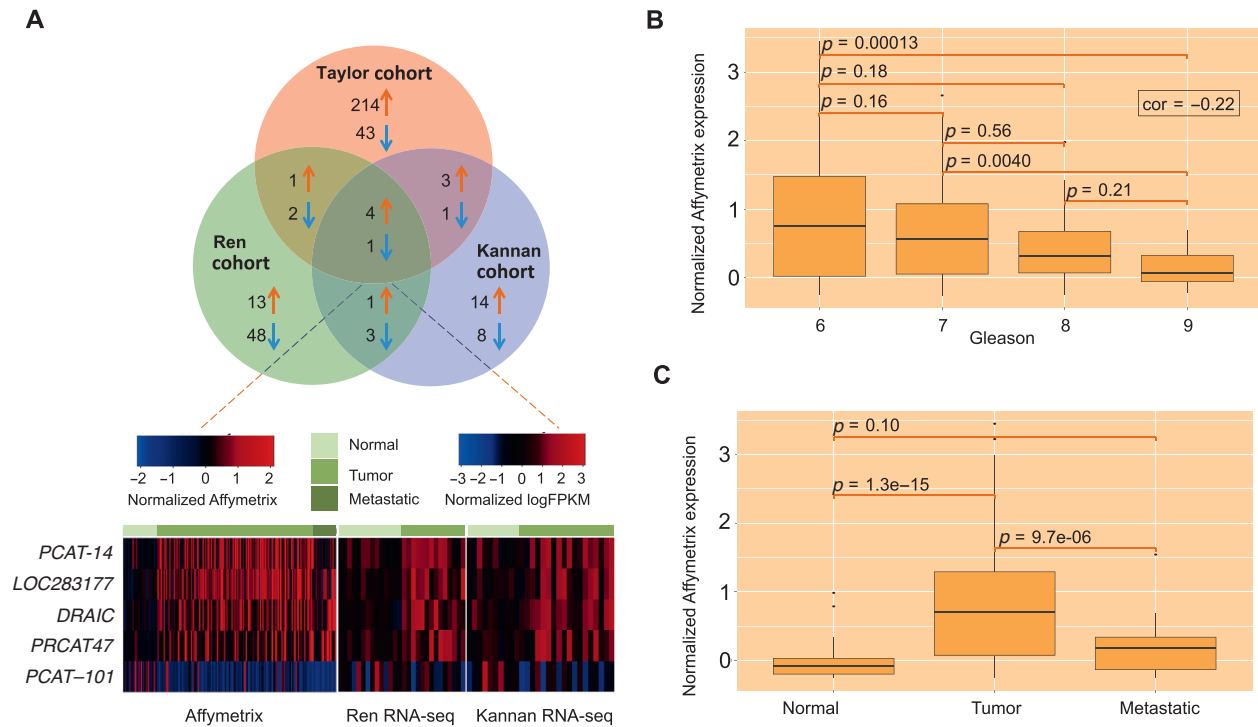 A
Taylor cohort
214
43
1
2
3
1
4
1
Ren
cohort
Kannan
cohort
13
48
1
3
14
8
−2 −1 0 1 2
Normalized Affymetrix
Normal
Tumor
Metastatic
−3 −2 −1 0 1 2 3
Normalized logFPKM
PCAT-14
LOC283177
DRAIC
PRCAT47
PCAT–101
Affymetrix
Ren RNA-seq
Kannan RNA-seq
B
Normalized Affymetrix expression
3
2
1
0
p = 0.00013
p = 0.18
p = 0.16
p = 0.56
p = 0.0040
p = 0.21
cor = −0.22
6 7 8 9
Gleason
C
Normalized Affymetrix expression
3
2
1
0
p = 0.10
p = 1.3e−15
p = 9.7e-06
Normal Tumor Metastatic